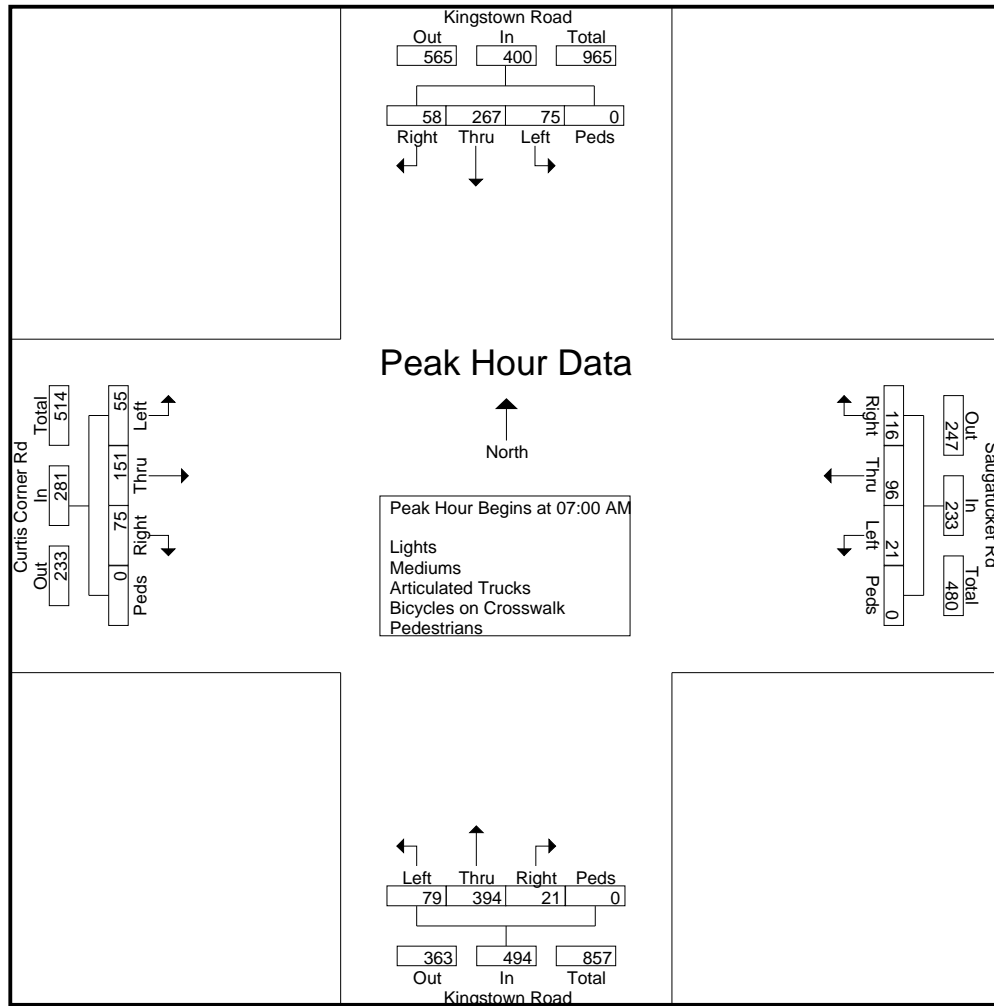 Kingstown Road
Out In Total
565 400 965
58 267 75 0
Right Thru Left Peds
Peak Hour Data
North
Peak Hour Begins at 07:00 AM
Lights
Mediums
Articulated Trucks
Bicycles on Crosswalk
Pedestrians
Curtis Corner Rd
Out In Total
233 281 514
0 75 151 55
Peds Right Thru Left
Saugatucket Rd
Out In Total
247 233 480
116 96 21 0
Right Thru Left Peds
Left Thru Right Peds
79 394 21 0
363 494 857
Out In Total
Kingstown Road